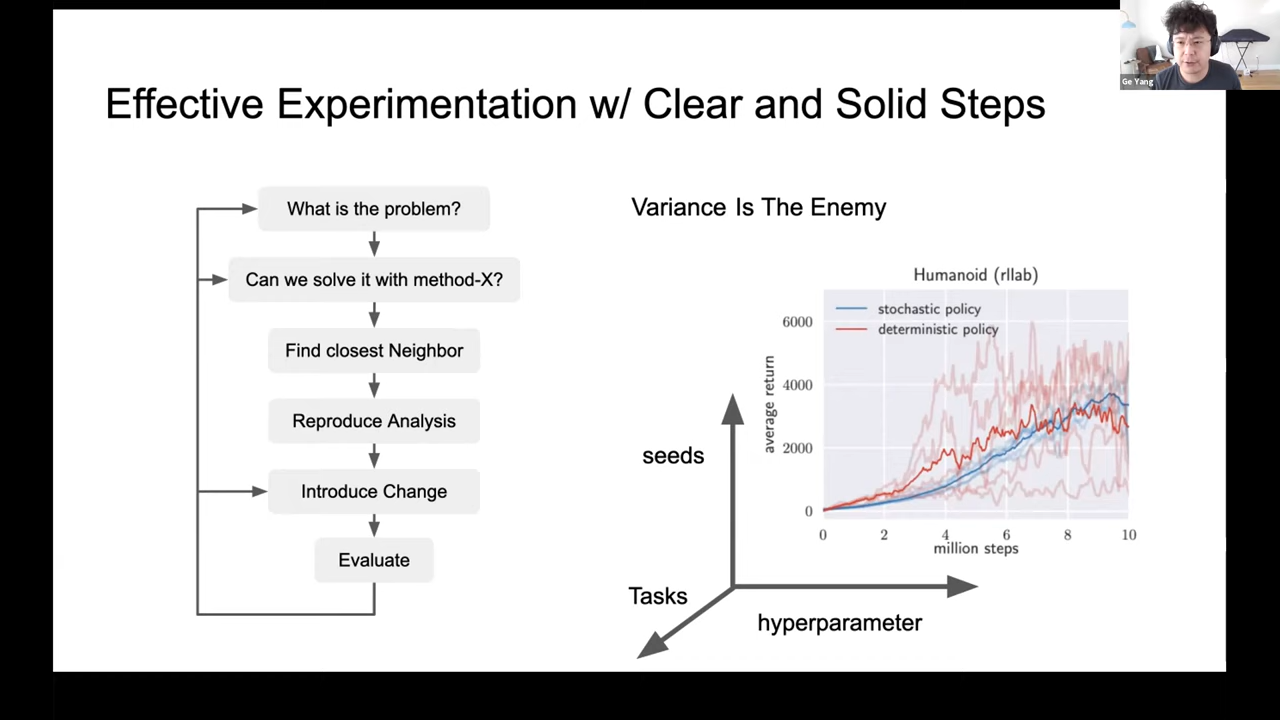 Ge Yang
Effective Experimentation w/ Clear and Solid Steps
What is the problem?
Can we solve it with method-X?
Find closest Neighbor
Reproduce Analysis
Introduce Change
Evaluate
Variance Is The Enemy
Humanoid (rllab)
stochastic policy
deterministic policy
6000
4000
2000
0
average return
0 2 4 6 8 10
million steps
seeds
Tasks
hyperparameter